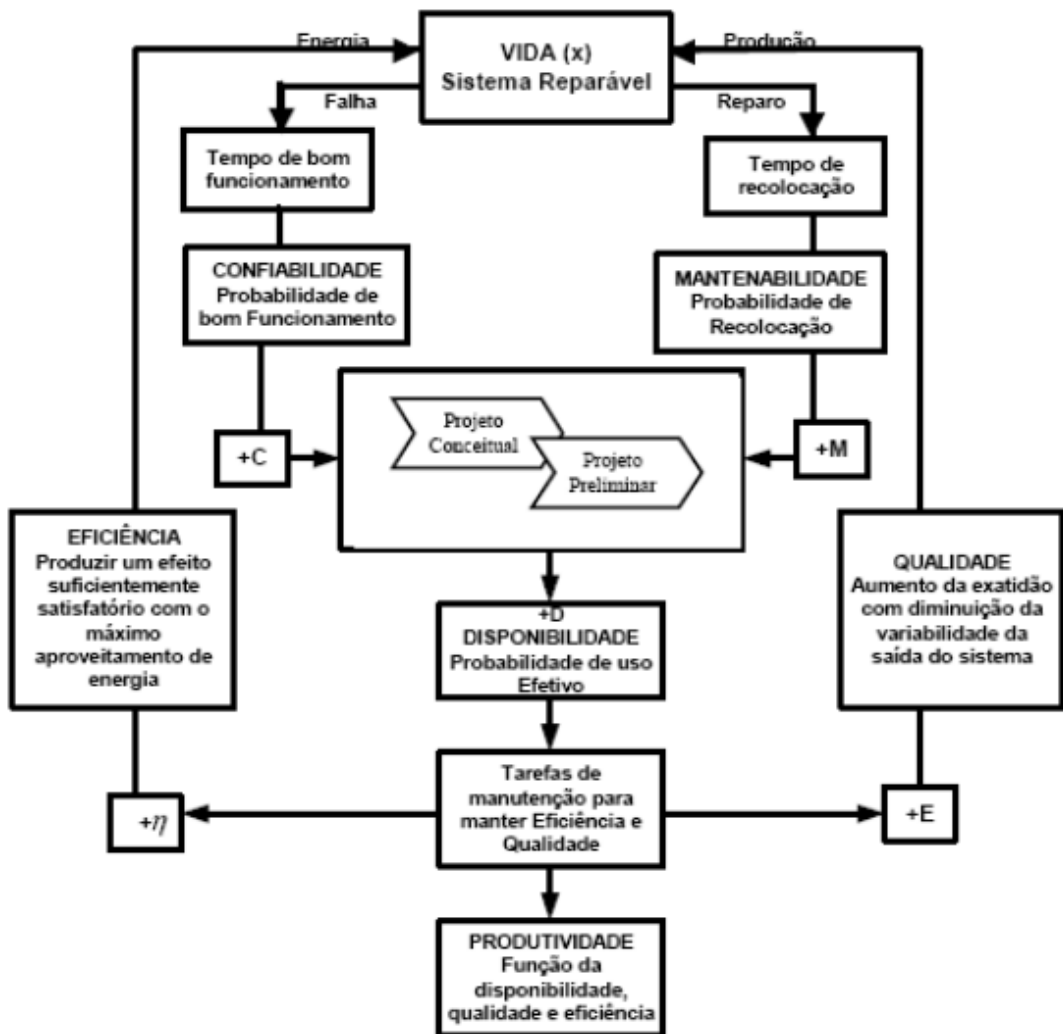 Energia
VIDA (x)
Sistema Reparável
Produção
Falha
Reparo
Tempo de bom
funcionamento
Tempo de
recolocação
CONFIABILIDADE
Probabilidade de
bom Funcionamento
MANTENABILIDADE
Probabilidade de
Recolocação
Projeto
Conceitual
Projeto
Preliminar
+C
+M
EFICIÊNCIA
Produzir um efeito
suficientemente
satisfatório com o
máximo
aproveitamento de
energia
QUALIDADE
Aumento da exatidão
com diminuição da
variabilidade da
saída do sistema
+D
DISPONIBILIDADE
Probabilidade de uso
Efetivo
Tarefas de
manutenção para
manter Eficiência e
Qualidade
+η
+E
PRODUTIVIDADE
Função da
disponibilidade,
qualidade e eficiência